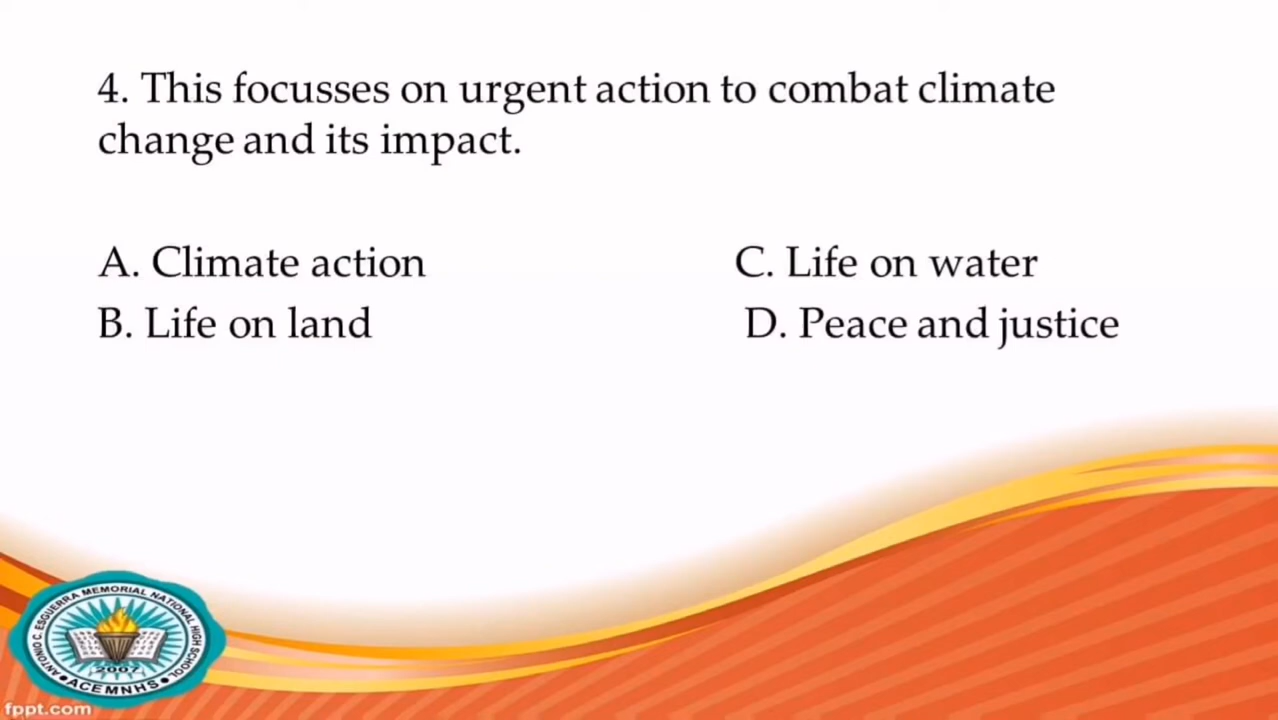 4. This focusses on urgent action to combat climate
change and its impact.
A. Climate action
B. Life on land
C. Life on water
D. Peace and justice
ANTONIO C. ESGUERRA MEMORIAL NATIONAL HIGH SCHOOL
2007
ACEMNHS
fppt.com